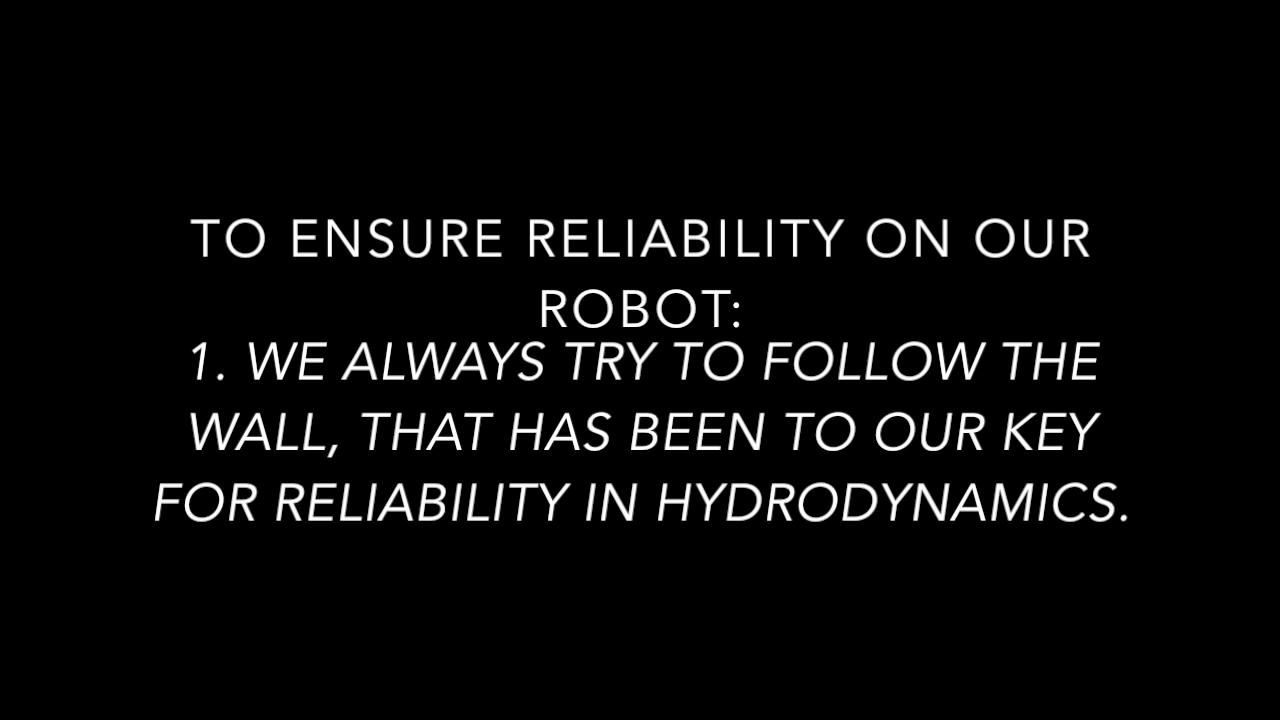 TO ENSURE RELIABILITY ON OUR
ROBOT:
1. WE ALWAYS TRY TO FOLLOW THE
WALL, THAT HAS BEEN TO OUR KEY
FOR RELIABILITY IN HYDRODYNAMICS.